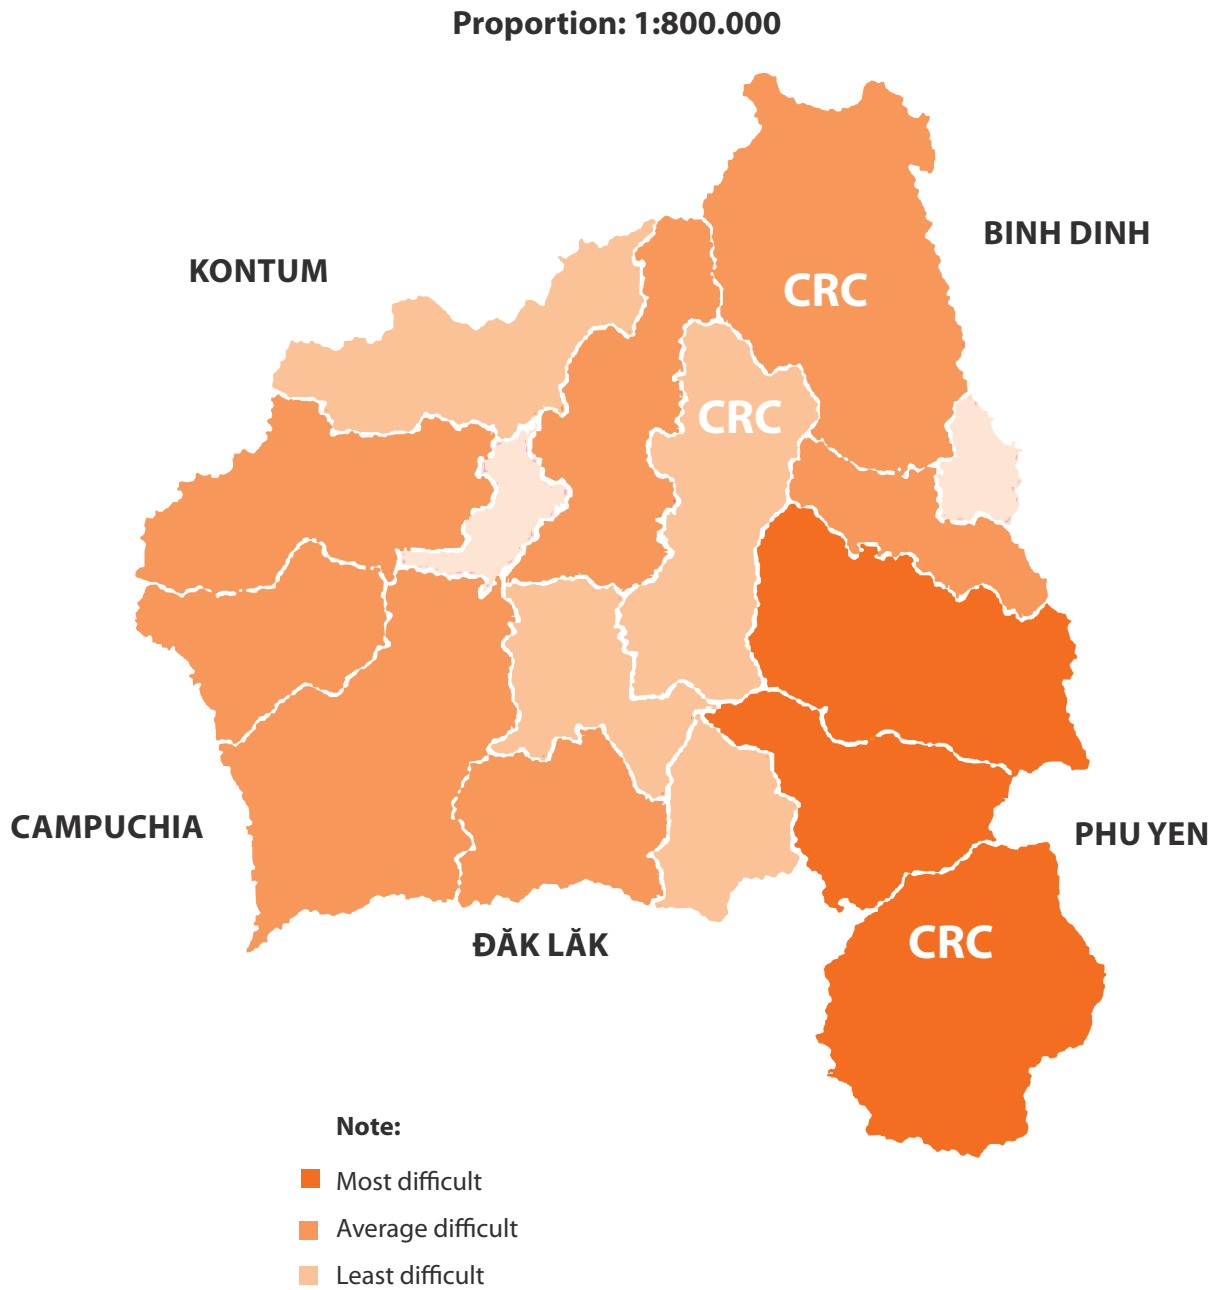 Proportion: 1:800.000
BINH DINH
KONTUM
CRC
CRC
CAMPUCHIA
PHU YEN
ĐĂK LĂK
CRC
Note:
Most difficult
Average difficult
Least difficult